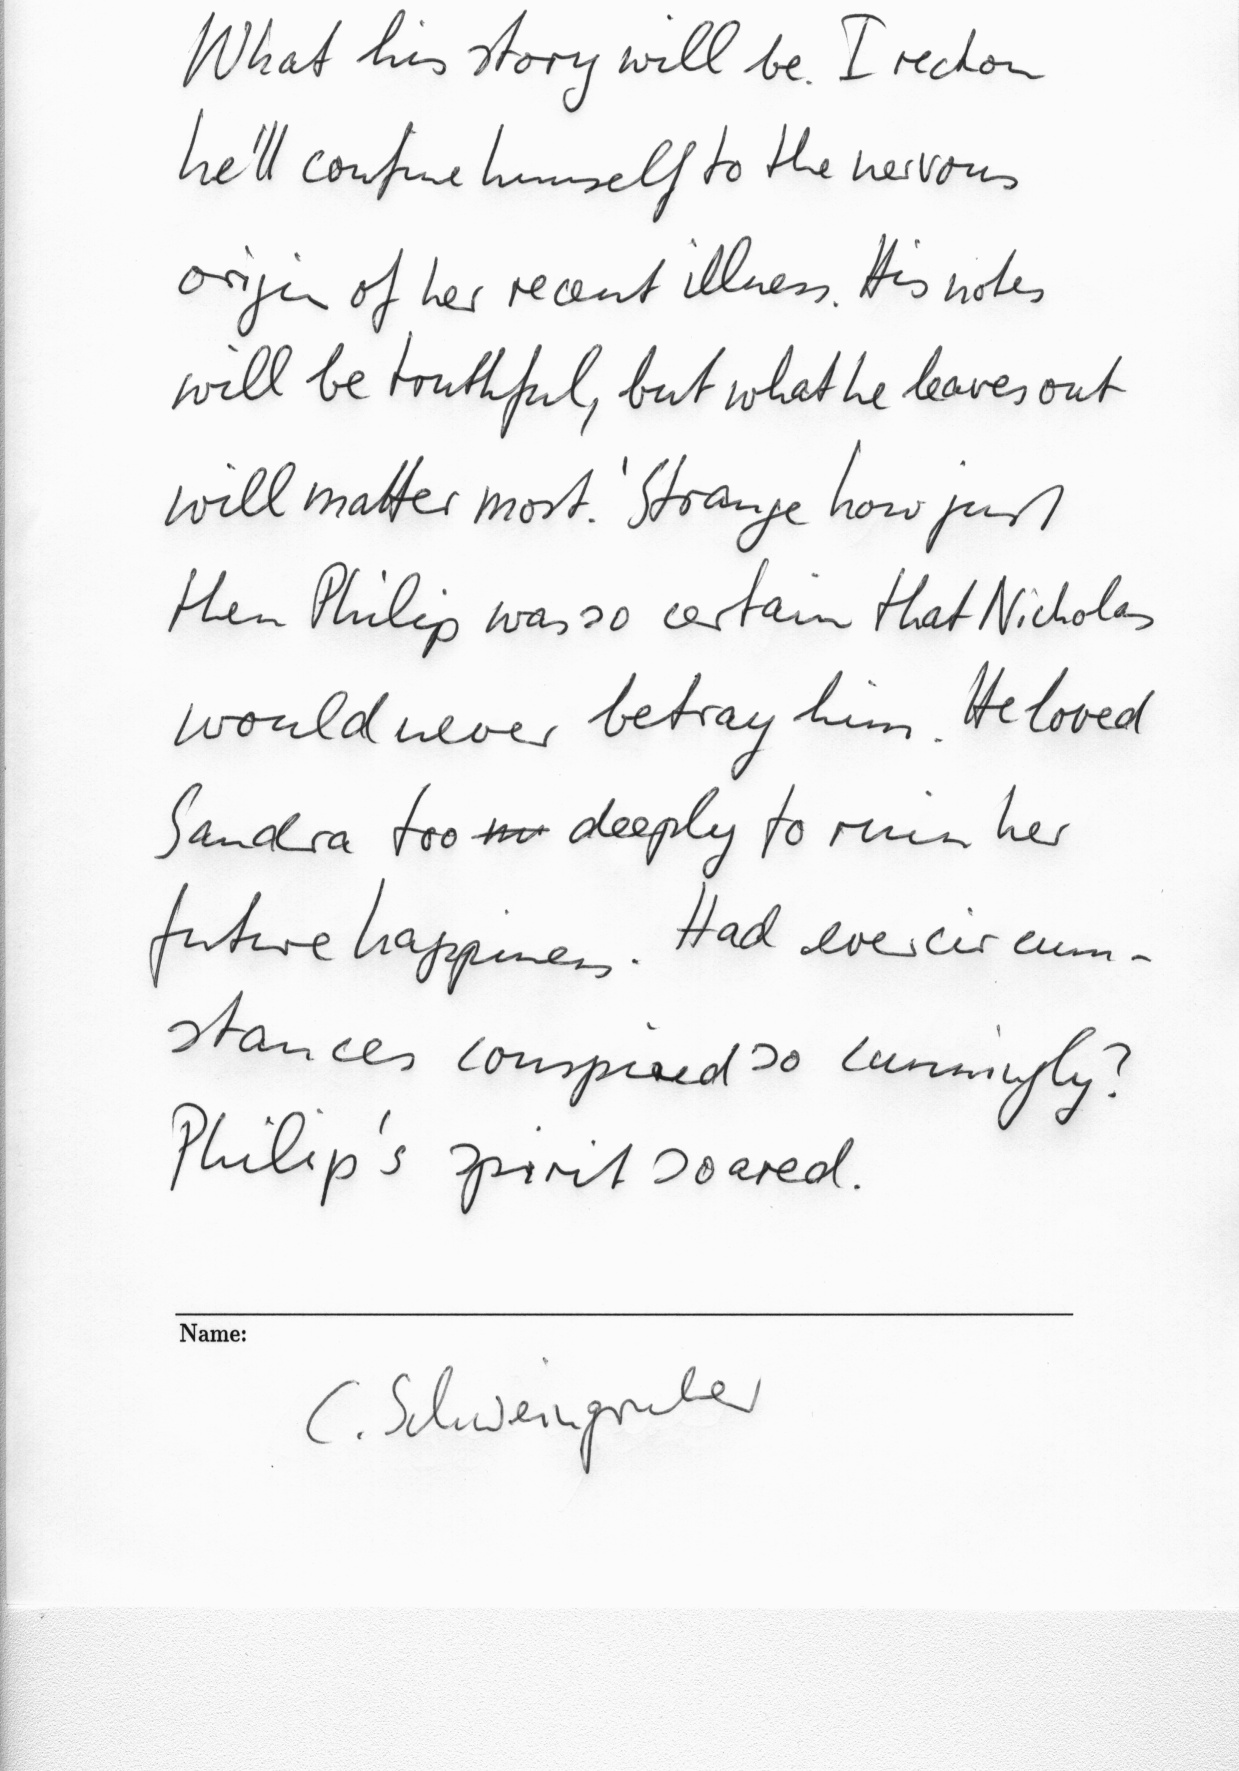 What his story will be. I reckon
he'll confine himself to the nervous
origin of her recent illness. His notes
will be truthful, but what he leaves out
will matter most.' Strange how just
then Philip was so certain that Nicholas
would never betray him. He loved
Sandra too deeply to ruin her
future happiness. Had ever circum-
stances conspired so cunningly?
Philip's spirit soared.
Name:
C. Schweingruber